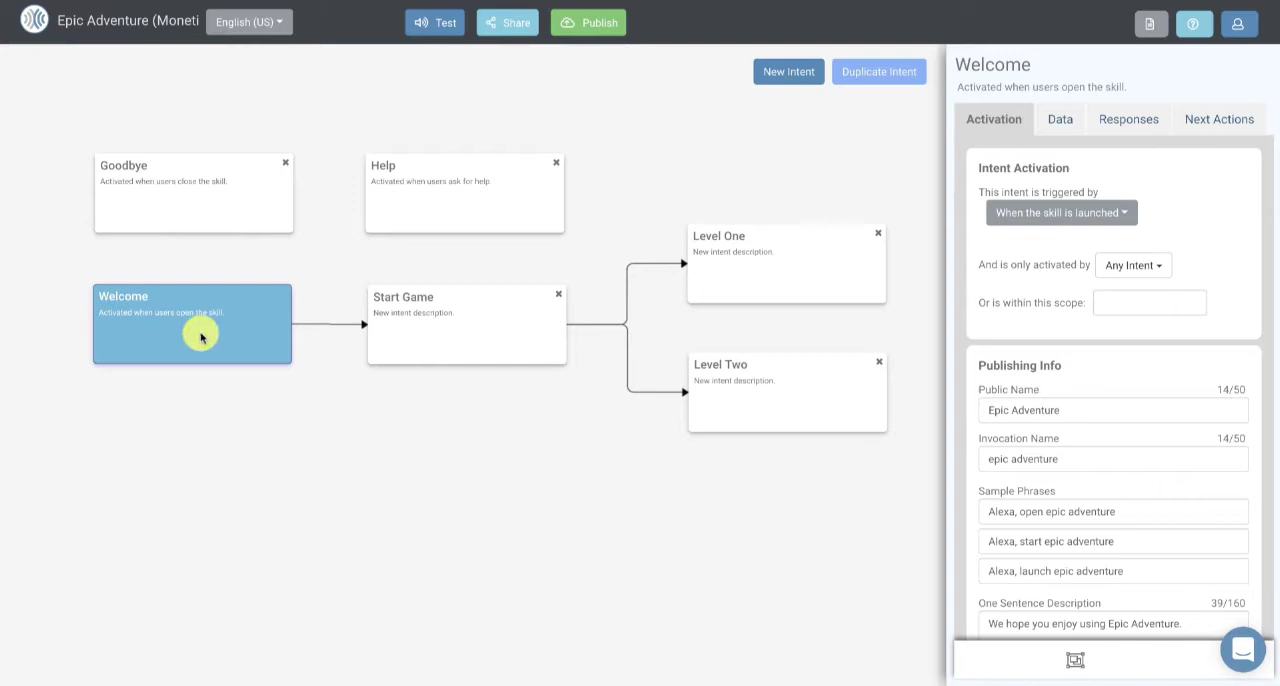 Epic Adventure (Moneti
English (US)
Test
Share
Publish
New Intent
Duplicate Intent
Goodbye
Activated when users close the skill.
Help
Activated when users ask for help.
Welcome
Activated when users open the skill.
Start Game
New intent description.
Level One
New intent description.
Level Two
New intent description.
Welcome
Activated when users open the skill.
Activation
Data
Responses
Next Actions
Intent Activation
This intent is triggered by
When the skill is launched
And is only activated by
Any Intent
Or is within this scope:
Publishing Info
Public Name
14/50
Epic Adventure
Invocation Name
14/50
epic adventure
Sample Phrases
Alexa, open epic adventure
Alexa, start epic adventure
Alexa, launch epic adventure
One Sentence Description
39/160
We hope you enjoy using Epic Adventure.